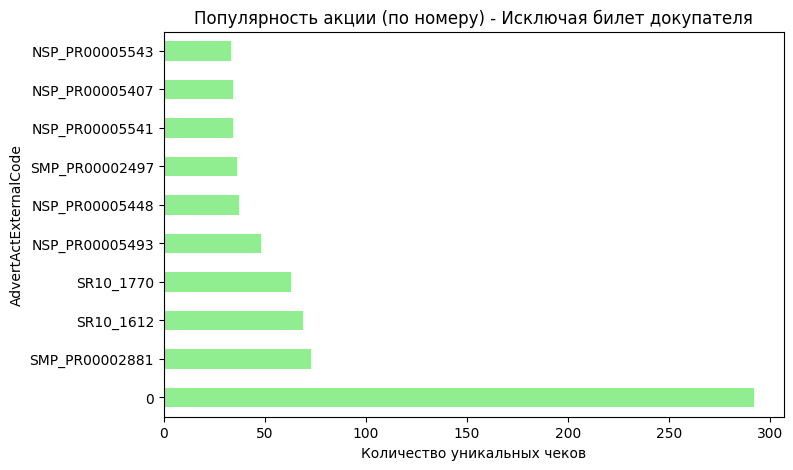 Популярность акции (по номеру) - Исключая билет докупателя
AdvertActExternalCode
NSP_PR00005543
NSP_PR00005407
NSP_PR00005541
SMP_PR00002497
NSP_PR00005448
NSP_PR00005493
SR10_1770
SR10_1612
SMP_PR00002881
0
0 50 100 150 200 250 300
Количество уникальных чеков